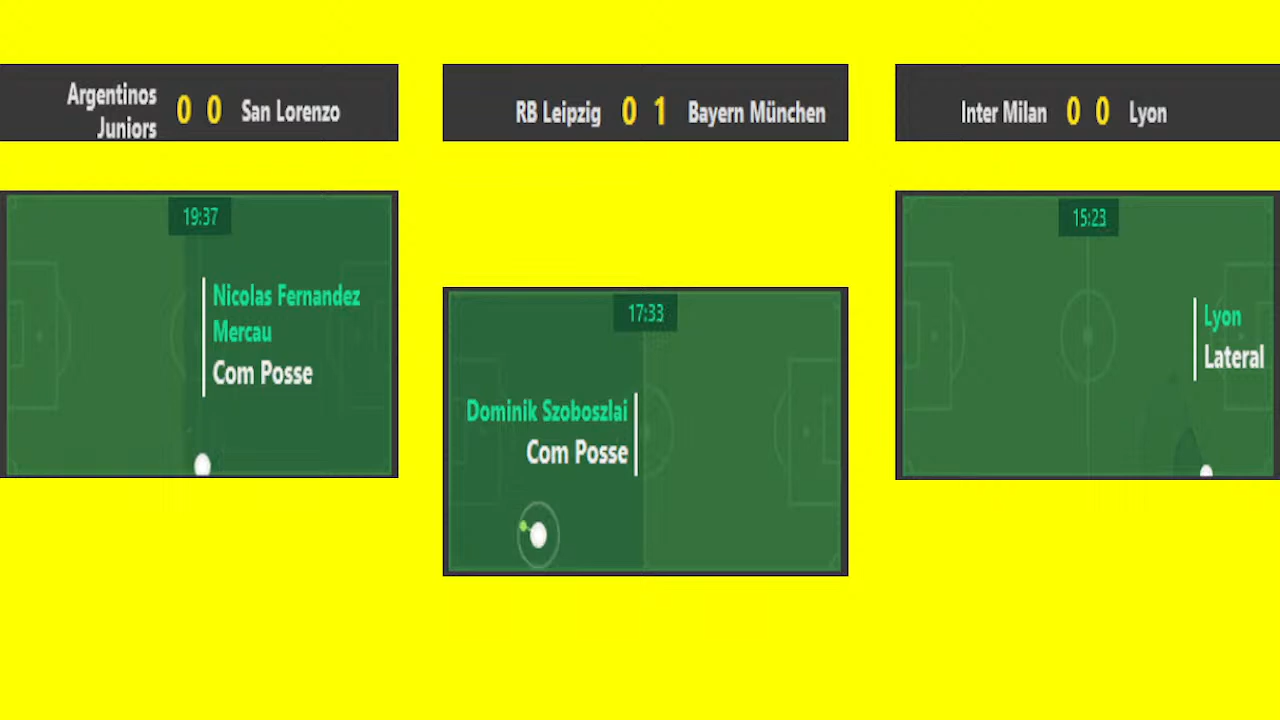 Argentinos
Juniors 0 0 San Lorenzo
RB Leipzig 0 1 Bayern München
Inter Milan 0 0 Lyon
19:37
Nicolas Fernandez
Mercau
Com Posse
17:33
Dominik Szoboszlai
Com Posse
15:23
Lyon
Lateral